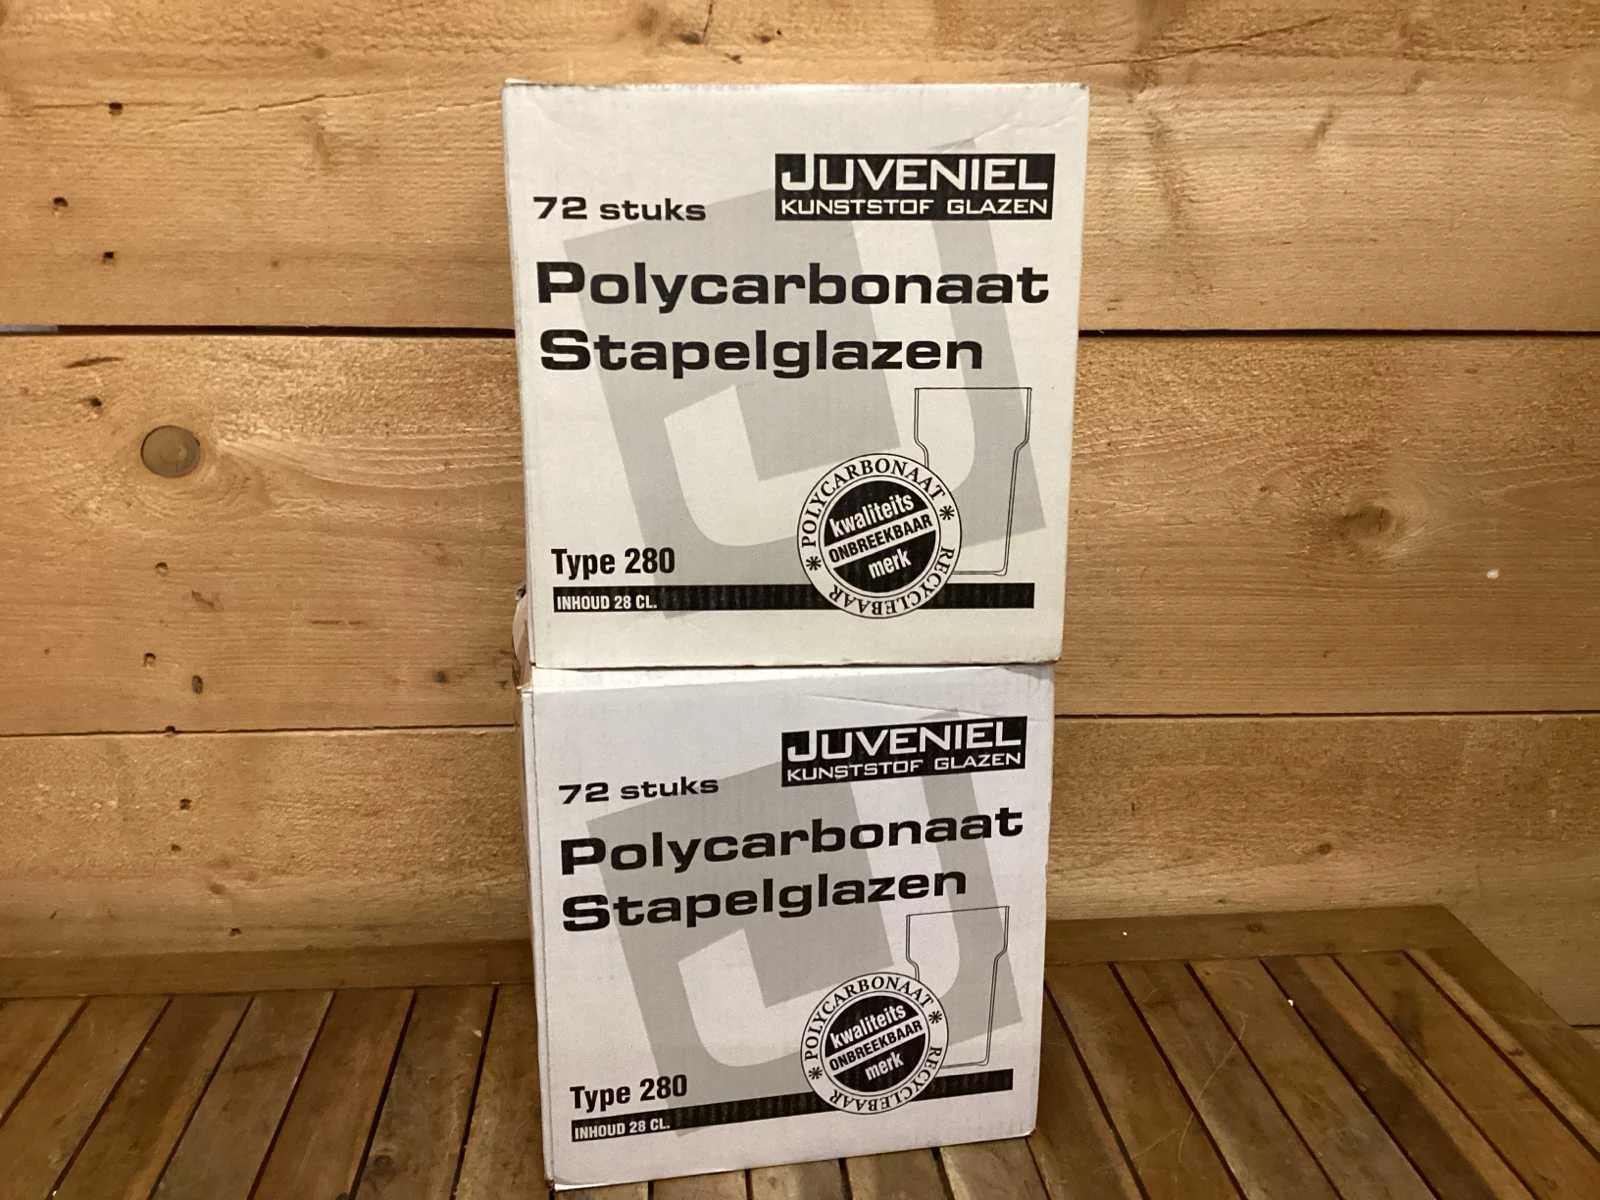 72 stuks
JUVENIEL
KUNSTSTOF GLAZEN
Polycarbonaat
Stapelglazen
POLYCARBONAAT * RECYCLEBAAR *
kwaliteits
ONBREEKBAAR
merk
Type 280
INHOUD 28 CL.
72 stuks
JUVENIEL
KUNSTSTOF GLAZEN
Polycarbonaat
Stapelglazen
POLYCARBONAAT * RECYCLEBAAR *
kwaliteits
ONBREEKBAAR
merk
Type 280
INHOUD 28 CL.